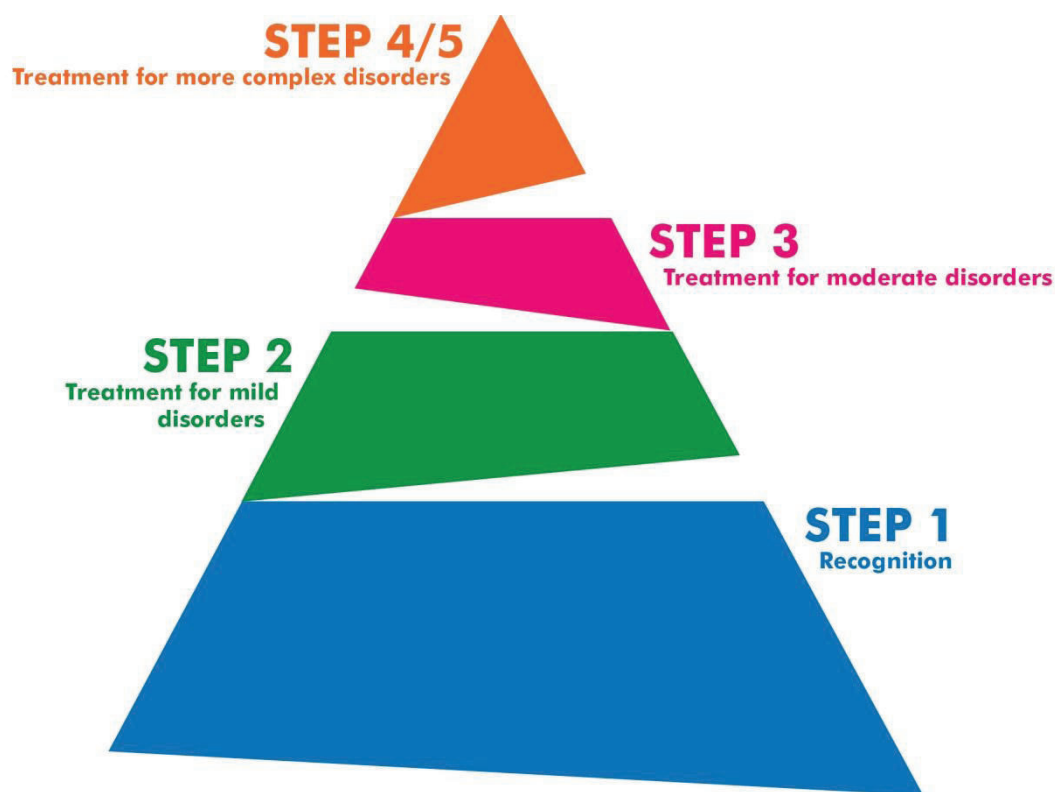 STEP 4/5
Treatment for more complex disorders
STEP 3
Treatment for moderate disorders
STEP 2
Treatment for mild
disorders
STEP 1
Recognition